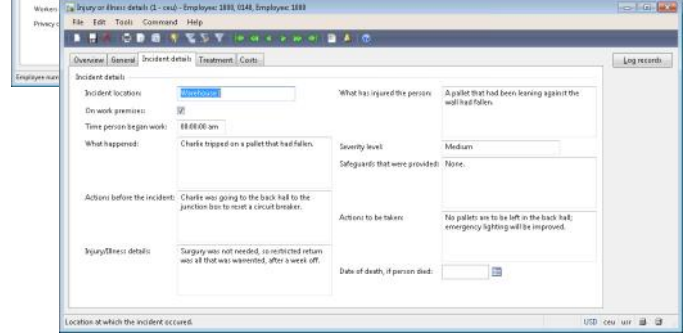 Workers
Privacy c
Employee num
Injury or illness details (1 - ceu) - Employee: 1888, 0148, Employee: 1888
File Edit Tools Command Help
Overview General Incident details Treatment Costs
Log records
Incident details
Incident location: Warehouse1
On work premises:
Time person began work: 08:00:00 am
What happened: Charlie tripped on a pallet that had fallen.
Actions before the incident: Charlie was going to the back hall to the
junction box to reset a circuit breaker.
Injury/Illness details: Surgury was not needed, so restricted return
was all that was warrented, after a week off.
What has injured the person: A pallet that had been leaning against the
wall had fallen.
Severity level: Medium
Safeguards that were provided: None.
Actions to be taken: No pallets are to be left in the back hall;
emergency lighting will be improved.
Date of death, if person died:
Location at which the incident occured.
USD ceu usr